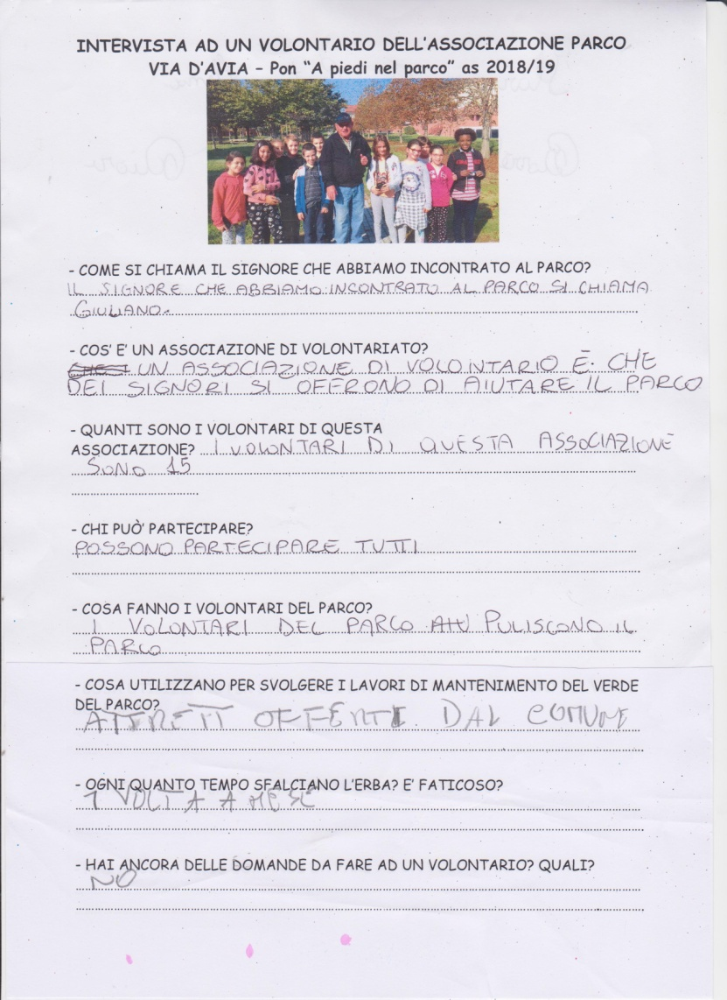 INTERVISTA AD UN VOLONTARIO DELL'ASSOCIAZIONE PARCO
VIA D'AVIA – Pon "A piedi nel parco" as 2018/19
- COME SI CHIAMA IL SIGNORE CHE ABBIAMO INCONTRATO AL PARCO?
IL SIGNORE CHE ABBIAMO INCONTRATO AL PARCO SI CHIAMA
GIULIANO.
- COS' E' UN ASSOCIAZIONE DI VOLONTARIATO?
UN ASSOCIAZIONE DI VOLONTARIO È CHE
DEI SIGNORI SI OFFRONO DI AIUTARE IL PARCO
- QUANTI SONO I VOLONTARI DI QUESTA
ASSOCIAZIONE? I VOLONTARI DI QUESTA ASSOCIAZIONE
SONO 15
- CHI PUÒ' PARTECIPARE?
POSSONO PARTECIPARE TUTTI
- COSA FANNO I VOLONTARI DEL PARCO?
I VOLONTARI DEL PARCO PULISCONO IL
PARCO
- COSA UTILIZZANO PER SVOLGERE I LAVORI DI MANTENIMENTO DEL VERDE
DEL PARCO?
OFFERTI DAL COMUNE
- OGNI QUANTO TEMPO SFALCIANO L'ERBA? E' FATICOSO?
1 VOLTA A MESE
- HAI ANCORA DELLE DOMANDE DA FARE AD UN VOLONTARIO? QUALI?
NO